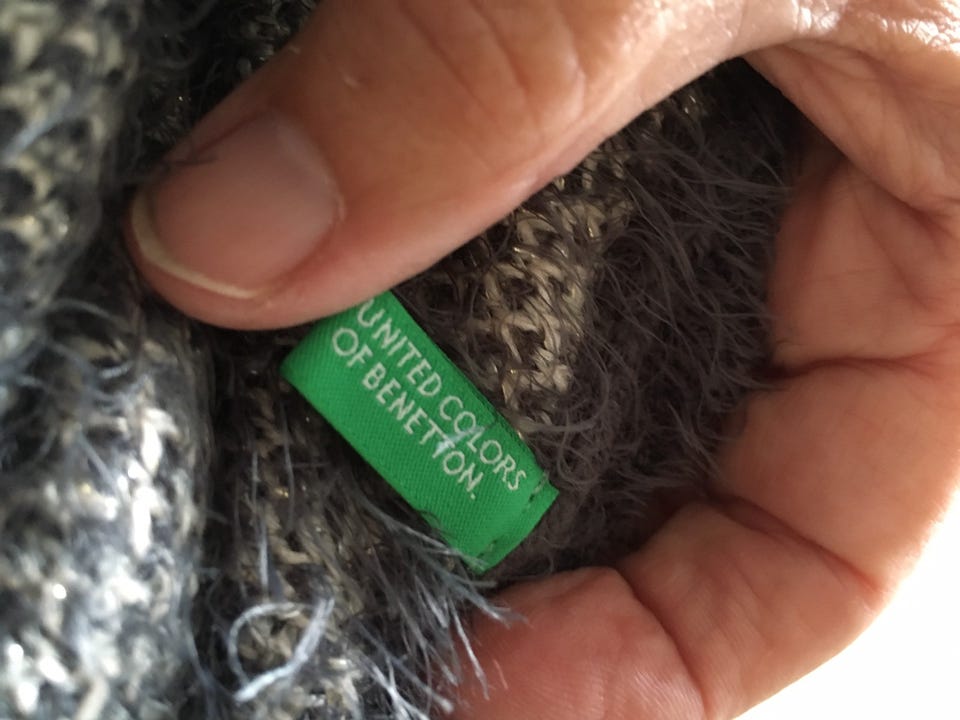 UNITED COLORS
OF BENETTON.